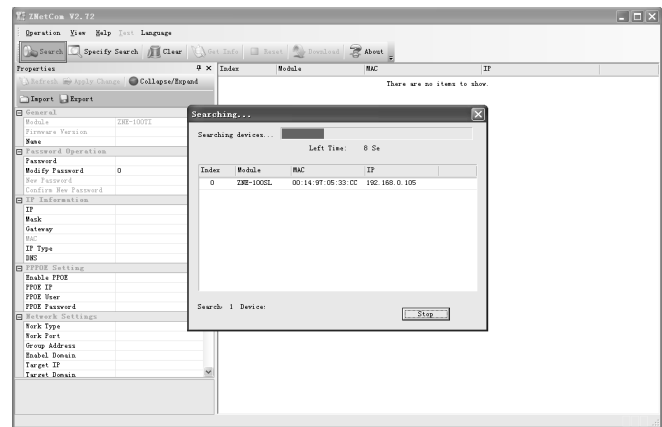 ZNetCom V2.72
Operation View Help Test Language
Search Specify Search Clear Get Info Reset Download About
Properties
Refresh Apply Change Collapse/Expand
Import Export
General
Module ZNE-100TI
Firmware Version
Name
Password Operation
Password
Modify Password 0
New Password
Confirm New Password
IP Information
IP
Mask
Gateway
MAC
IP Type
DNS
PPPOE Setting
Enable PPOE
PPOE IP
PPOE User
PPOE Password
Network Settings
Work Type
Work Port
Group Address
Enabel Domain
Target IP
Target Domain
Index Module MAC IP
There are no items to show.
Searching...
Searching devices...
Left Time: 8 Se
Index Module MAC IP
0 ZNE-100SL 00:14:97:05:33:CC 192.168.0.105
Search: 1 Device:
Stop